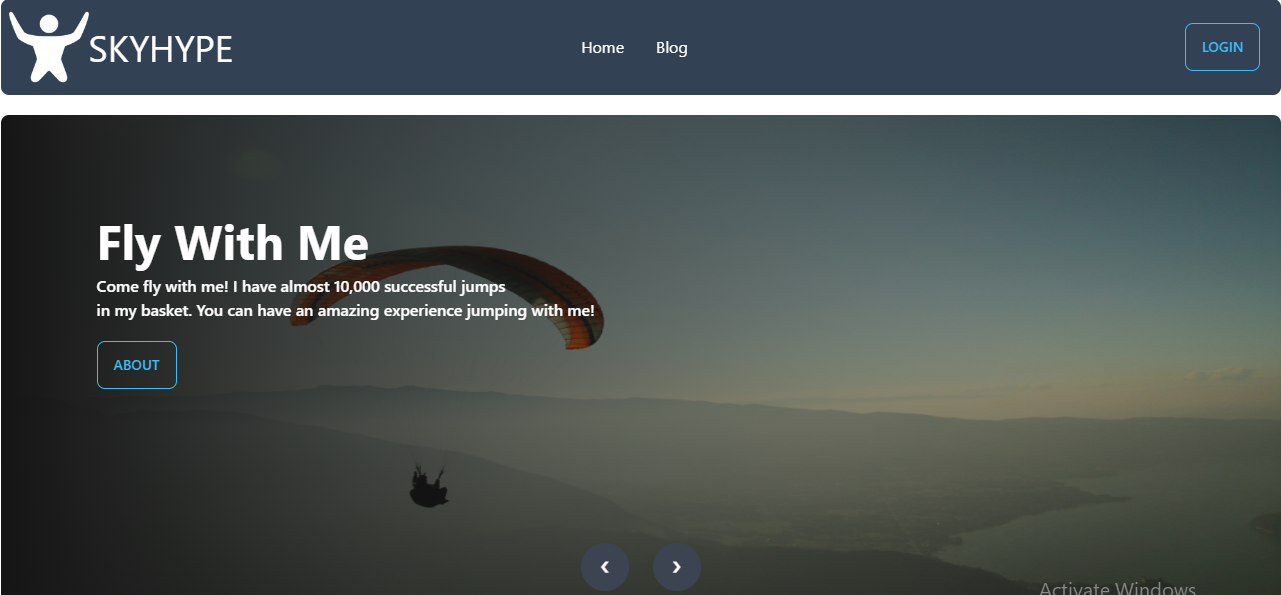 SKYHYPE
Home
Blog
LOGIN
Fly With Me
Come fly with me! I have almost 10,000 successful jumps
in my basket. You can have an amazing experience jumping with me!
ABOUT
‹
›
Activate Windows